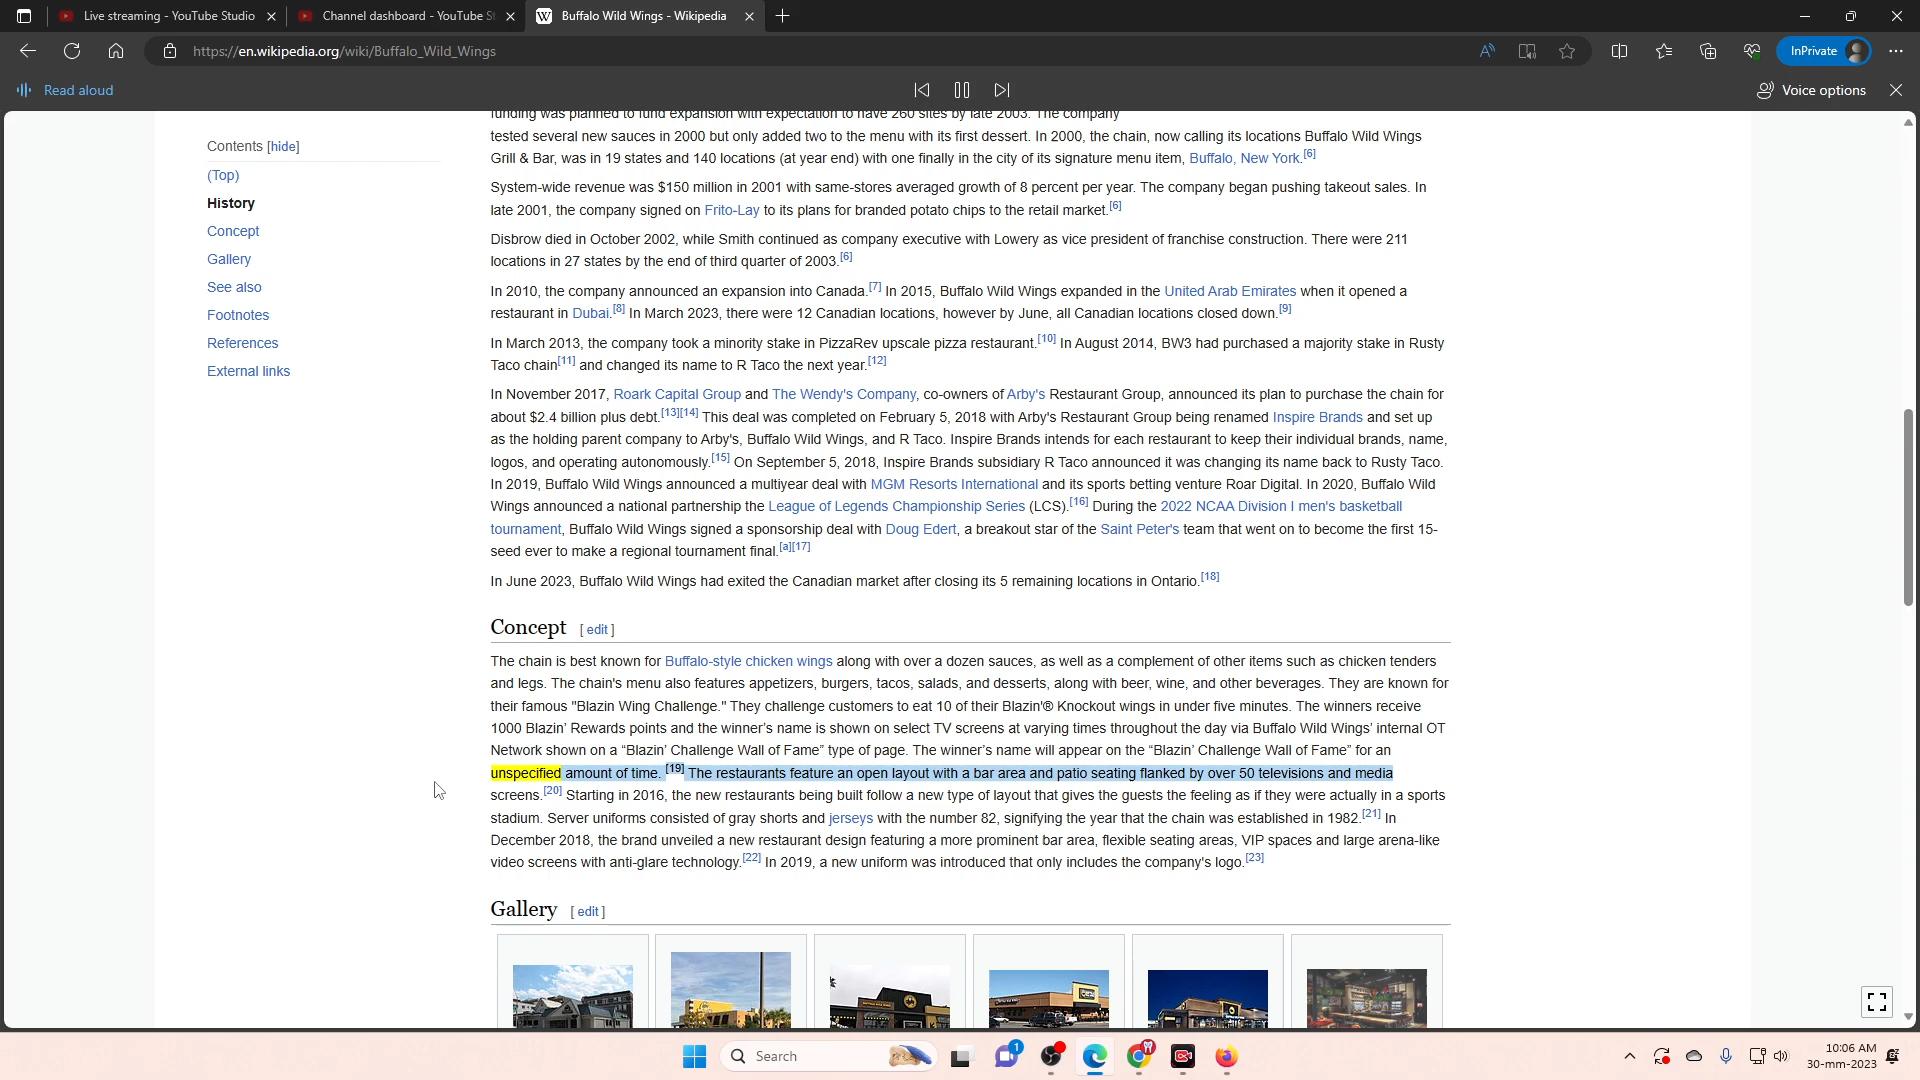 Live streaming - YouTube Studio
Channel dashboard - YouTube St
Buffalo Wild Wings - Wikipedia
https://en.wikipedia.org/wiki/Buffalo_Wild_Wings
InPrivate
Read aloud
Voice options
Contents [hide]
(Top)
History
Concept
Gallery
See also
Footnotes
References
External links
funding was planned to fund expansion with expectation to have 260 sites by late 2003. The company
tested several new sauces in 2000 but only added two to the menu with its first dessert. In 2000, the chain, now calling its locations Buffalo Wild Wings
Grill & Bar, was in 19 states and 140 locations (at year end) with one finally in the city of its signature menu item, Buffalo, New York.[6]
System-wide revenue was $150 million in 2001 with same-stores averaged growth of 8 percent per year. The company began pushing takeout sales. In
late 2001, the company signed on Frito-Lay to its plans for branded potato chips to the retail market.[6]
Disbrow died in October 2002, while Smith continued as company executive with Lowery as vice president of franchise construction. There were 211
locations in 27 states by the end of third quarter of 2003.[6]
In 2010, the company announced an expansion into Canada.[7] In 2015, Buffalo Wild Wings expanded in the United Arab Emirates when it opened a
restaurant in Dubai.[8] In March 2023, there were 12 Canadian locations, however by June, all Canadian locations closed down.[9]
In March 2013, the company took a minority stake in PizzaRev upscale pizza restaurant.[10] In August 2014, BW3 had purchased a majority stake in Rusty
Taco chain[11] and changed its name to R Taco the next year.[12]
In November 2017, Roark Capital Group and The Wendy's Company, co-owners of Arby's Restaurant Group, announced its plan to purchase the chain for
about $2.4 billion plus debt.[13][14] This deal was completed on February 5, 2018 with Arby's Restaurant Group being renamed Inspire Brands and set up
as the holding parent company to Arby's, Buffalo Wild Wings, and R Taco. Inspire Brands intends for each restaurant to keep their individual brands, name,
logos, and operating autonomously.[15] On September 5, 2018, Inspire Brands subsidiary R Taco announced it was changing its name back to Rusty Taco.
In 2019, Buffalo Wild Wings announced a multiyear deal with MGM Resorts International and its sports betting venture Roar Digital. In 2020, Buffalo Wild
Wings announced a national partnership the League of Legends Championship Series (LCS).[16] During the 2022 NCAA Division I men's basketball
tournament, Buffalo Wild Wings signed a sponsorship deal with Doug Edert, a breakout star of the Saint Peter's team that went on to become the first 15-
seed ever to make a regional tournament final.[a][17]
In June 2023, Buffalo Wild Wings had exited the Canadian market after closing its 5 remaining locations in Ontario.[18]
Concept [ edit ]
The chain is best known for Buffalo-style chicken wings along with over a dozen sauces, as well as a complement of other items such as chicken tenders
and legs. The chain's menu also features appetizers, burgers, tacos, salads, and desserts, along with beer, wine, and other beverages. They are known for
their famous "Blazin Wing Challenge." They challenge customers to eat 10 of their Blazin'® Knockout wings in under five minutes. The winners receive
1000 Blazin' Rewards points and the winner's name is shown on select TV screens at varying times throughout the day via Buffalo Wild Wings' internal OT
Network shown on a “Blazin' Challenge Wall of Fame” type of page. The winner's name will appear on the “Blazin' Challenge Wall of Fame” for an
unspecified amount of time. [19] The restaurants feature an open layout with a bar area and patio seating flanked by over 50 televisions and media
screens.[20] Starting in 2016, the new restaurants being built follow a new type of layout that gives the guests the feeling as if they were actually in a sports
stadium. Server uniforms consisted of gray shorts and jerseys with the number 82, signifying the year that the chain was established in 1982.[21] In
December 2018, the brand unveiled a new restaurant design featuring a more prominent bar area, flexible seating areas, VIP spaces and large arena-like
video screens with anti-glare technology.[22] In 2019, a new uniform was introduced that only includes the company's logo.[23]
Gallery [ edit ]
Search
1
10:06 AM
30-mm-2023